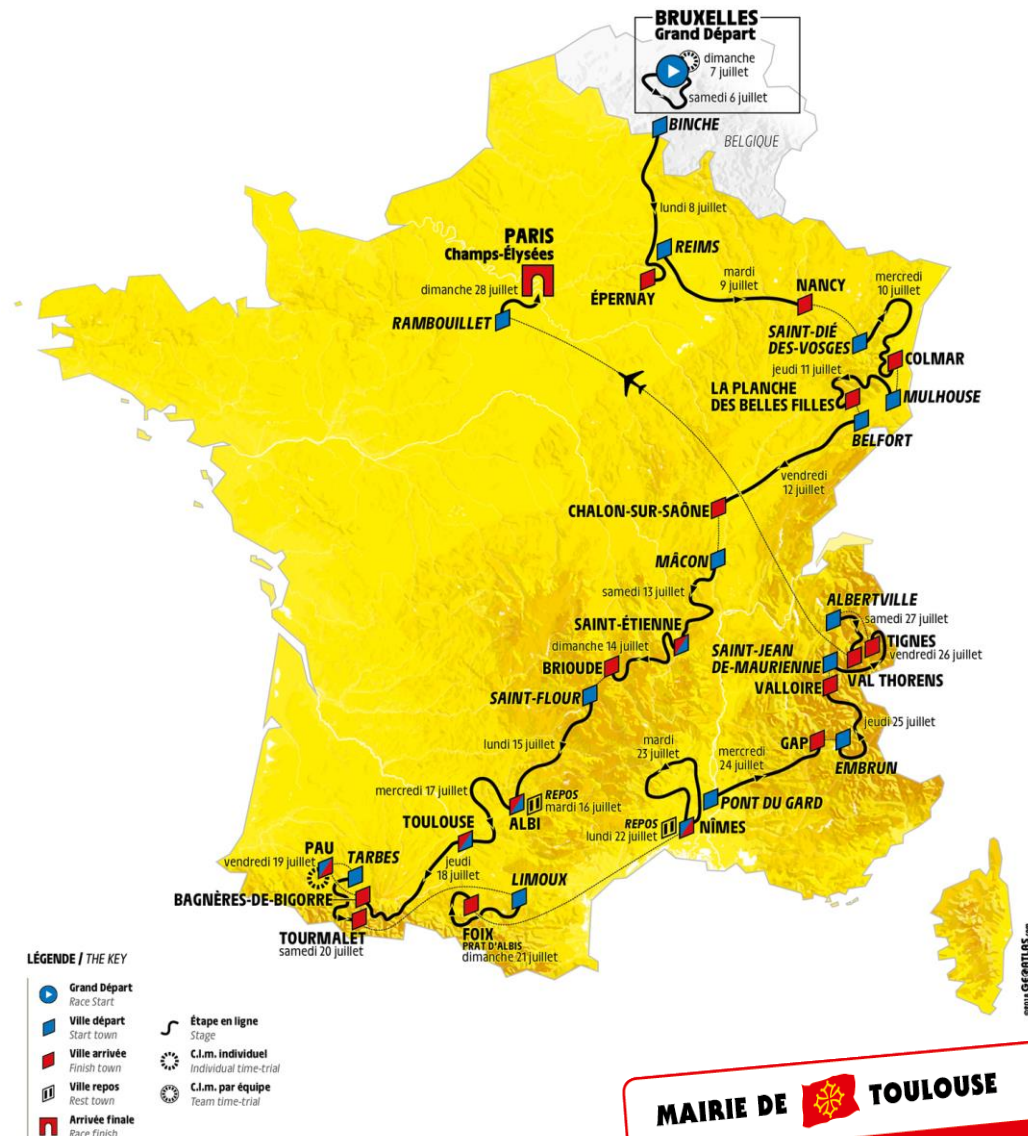 BRUXELLES
Grand Départ
dimanche
7 juillet
samedi 6 juillet
BINCHE
BELGIQUE
lundi 8 juillet
REIMS
PARIS
Champs-Élysées
dimanche 28 juillet
ÉPERNAY
mardi
9 juillet
NANCY
mercredi
10 juillet
RAMBOUILLET
SAINT-DIÉ
DES-VOSGES
COLMAR
jeudi 11 juillet
LA PLANCHE
DES BELLES FILLES
MULHOUSE
BELFORT
vendredi
12 juillet
CHALON-SUR-SAÔNE
MÂCON
samedi 13 juillet
ALBERTVILLE
samedi 27 juillet
SAINT-ÉTIENNE
dimanche 14 juillet
TIGNES
vendredi 26 juillet
SAINT-JEAN
DE-MAURIENNE
BRIOUDE
VAL THORENS
SAINT-FLOUR
VALLOIRE
jeudi 25 juillet
lundi 15 juillet
mardi
23 juillet
mercredi
24 juillet
GAP
EMBRUN
mercredi 17 juillet
REPOS
mardi 16 juillet
ALBI
PONT DU GARD
TOULOUSE
REPOS
lundi 22 juillet
NÎMES
PAU
vendredi 19 juillet
TARBES
jeudi
18 juillet
LIMOUX
BAGNÈRES-DE-BIGORRE
TOURMALET
samedi 20 juillet
FOIX
PRAT D'ALBIS
dimanche 21 juillet
LÉGENDE / THE KEY
Grand Départ
Race Start
Ville départ
Start town
Ville arrivée
Finish town
Ville repos
Rest town
Arrivée finale
Race finish
Étape en ligne
Stage
C.l.m. individuel
Individual time-trial
C.l.m. par équipe
Team time-trial
MAIRIE DE TOULOUSE